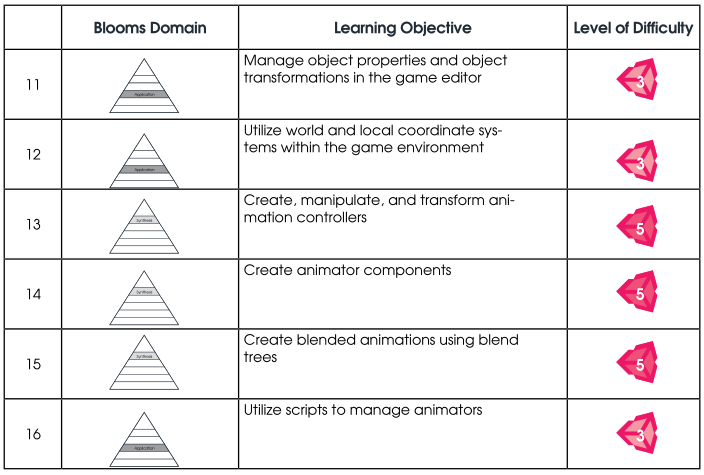 Blooms Domain
Learning Objective
Level of Difficulty
11
Application
Manage object properties and object
transformations in the game editor
3
12
Application
Utilize world and local coordinate sys-
tems within the game environment
3
13
Synthesis
Create, manipulate, and transform ani-
mation controllers
5
14
Synthesis
Create animator components
5
15
Synthesis
Create blended animations using blend
trees
5
16
Application
Utilize scripts to manage animators
3